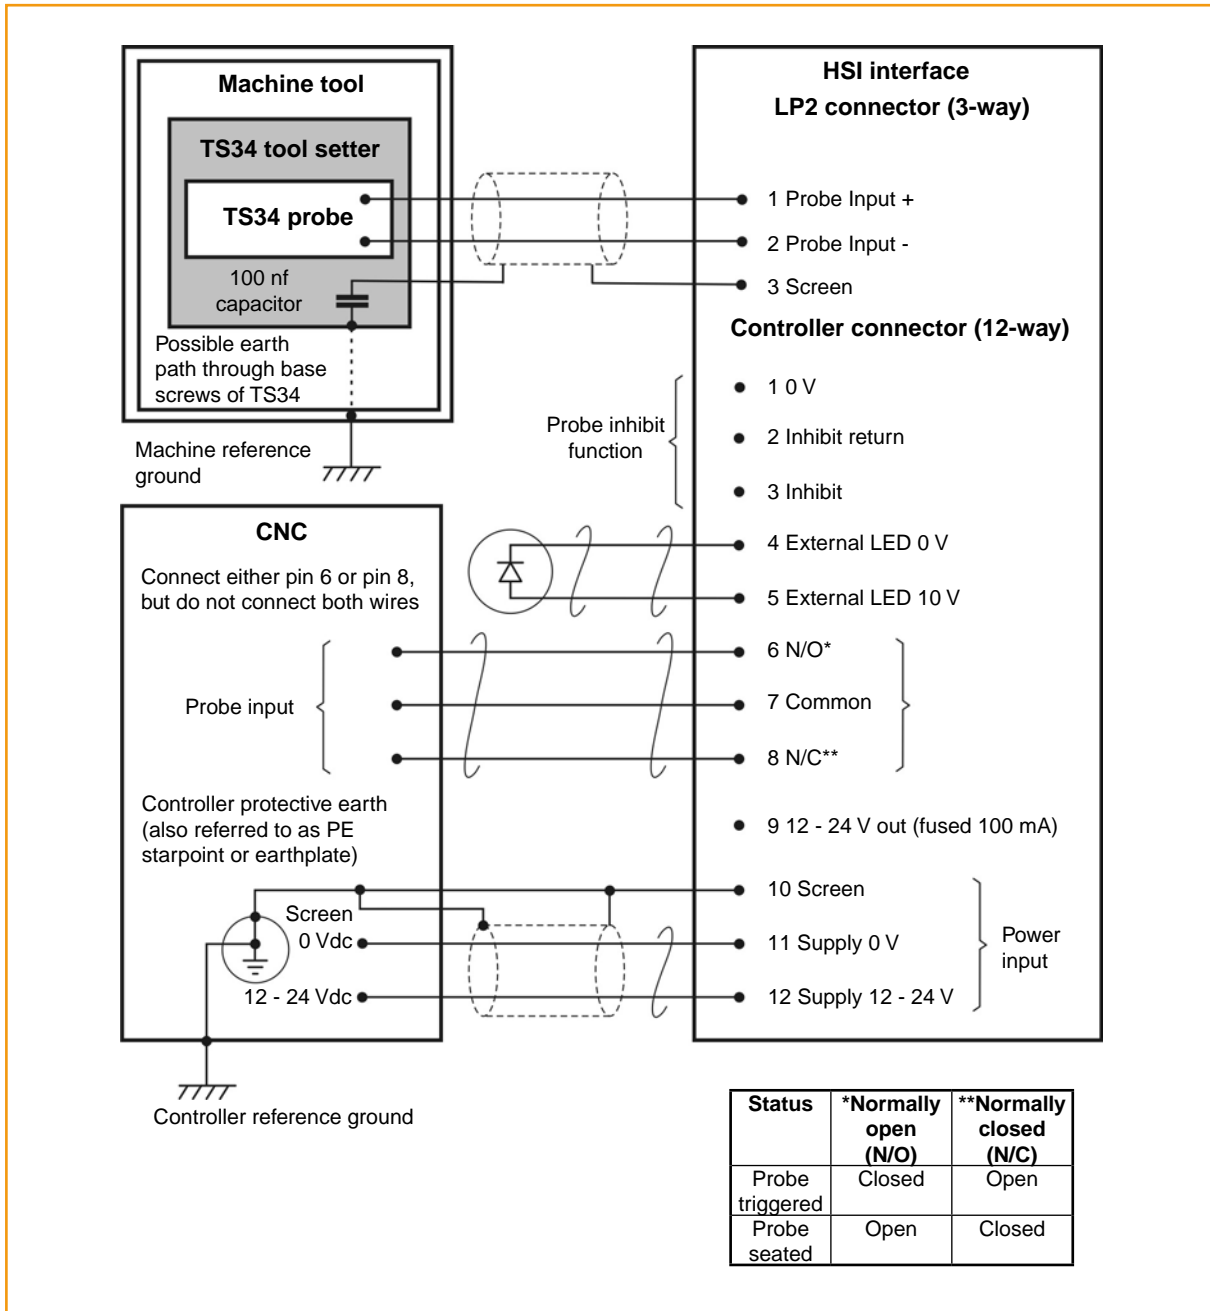 Machine tool
TS34 tool setter
TS34 probe
100 nf
capacitor
Possible earth
path through base
screws of TS34
Machine reference
ground
HSI interface
LP2 connector (3-way)
1 Probe Input +
2 Probe Input -
3 Screen
Controller connector (12-way)
Probe inhibit
function
1 0 V
2 Inhibit return
3 Inhibit
4 External LED 0 V
5 External LED 10 V
6 N/O*
7 Common
8 N/C**
9 12 - 24 V out (fused 100 mA)
10 Screen
11 Supply 0 V
12 Supply 12 - 24 V
Power
input
CNC
Connect either pin 6 or pin 8,
but do not connect both wires
Probe input
Controller protective earth
(also referred to as PE
starpoint or earthplate)
Screen
0 Vdc
12 - 24 Vdc
Controller reference ground
Status *Normally open (N/O) **Normally closed (N/C)
Probe triggered Closed Open
Probe seated Open Closed